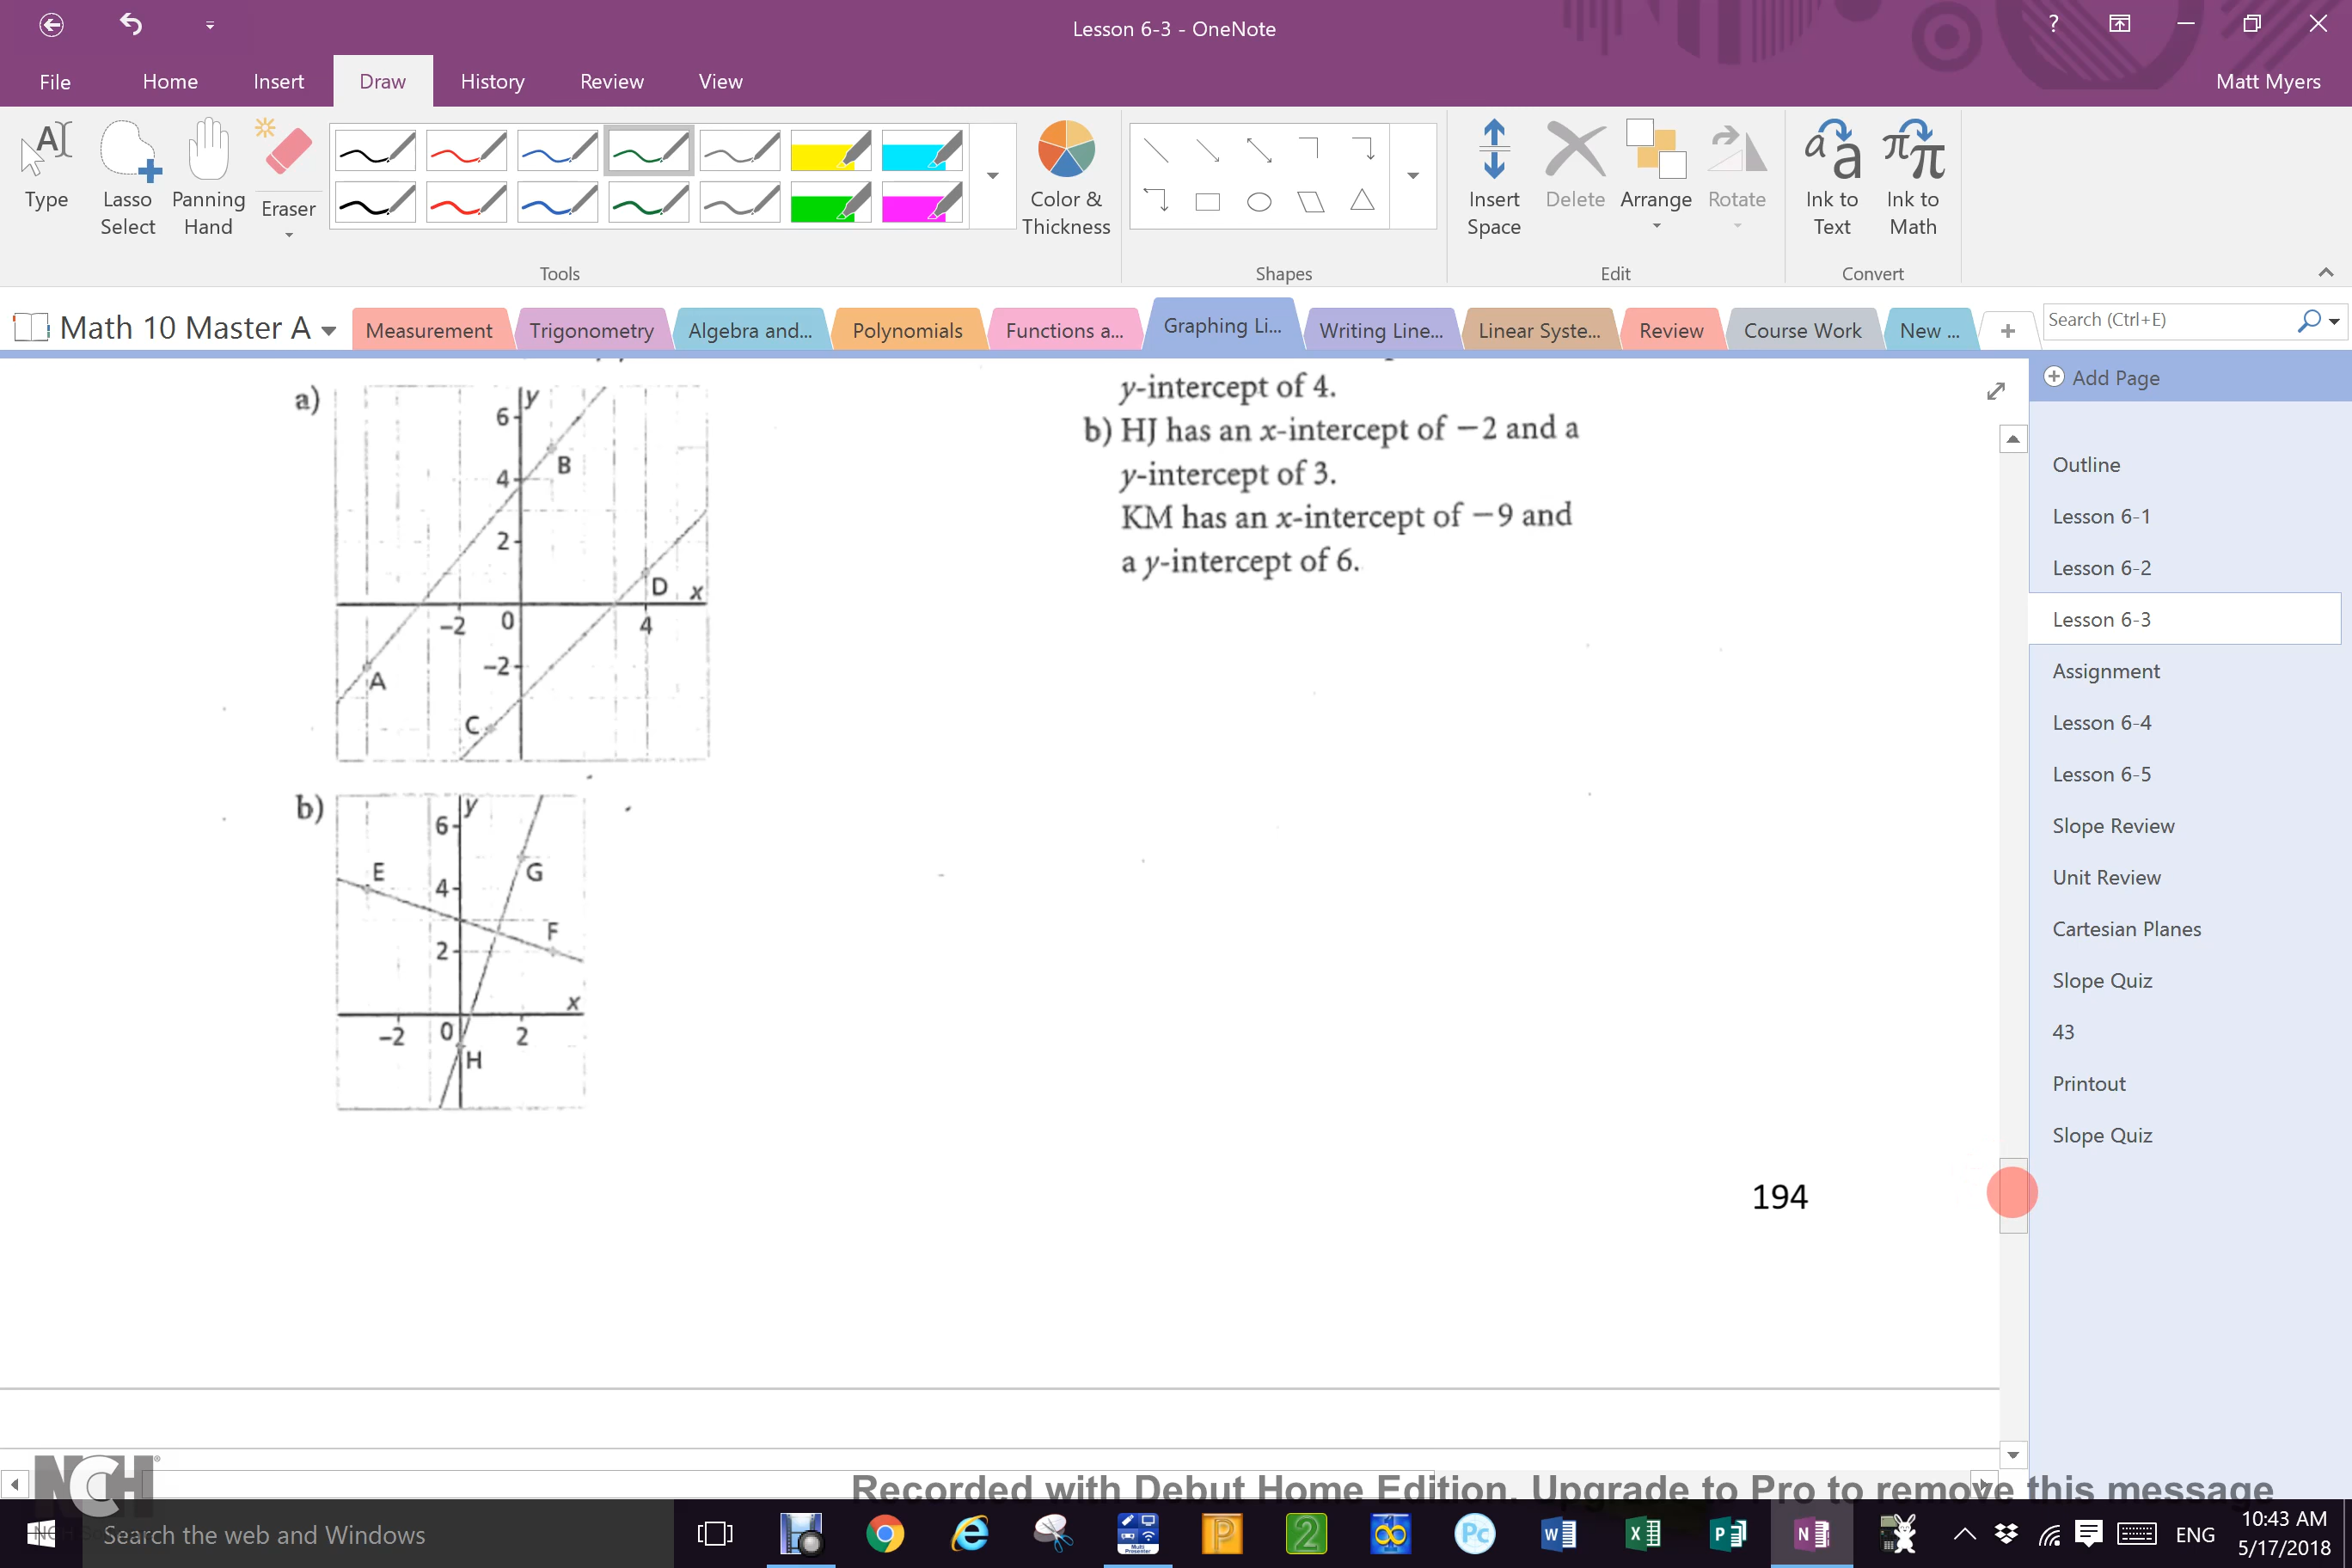 Lesson 6-3 - OneNote
?
File
Home
Insert
Draw
History
Review
View
Matt Myers
Type
Lasso Select
Panning Hand
Eraser
Color & Thickness
Insert Space
Delete
Arrange
Rotate
Ink to Text
Ink to Math
Tools
Shapes
Edit
Convert
Math 10 Master A
Measurement
Trigonometry
Algebra and...
Polynomials
Functions a...
Graphing Li...
Writing Line...
Linear Syste...
Review
Course Work
New ...
Search (Ctrl+E)
a)
y
6
4
2
B
D
x
-2
0
4
-2
A
C
b)
y
6
E
4
G
F
2
x
-2
0
2
H
y-intercept of 4.
b) HJ has an x-intercept of −2 and a
y-intercept of 3.
KM has an x-intercept of −9 and
a y-intercept of 6.
194
Add Page
Outline
Lesson 6-1
Lesson 6-2
Lesson 6-3
Assignment
Lesson 6-4
Lesson 6-5
Slope Review
Unit Review
Cartesian Planes
Slope Quiz
43
Printout
Slope Quiz
NCH
Recorded with Debut Home Edition. Upgrade to Pro to remove this message
Search the web and Windows
ENG
10:43 AM
5/17/2018